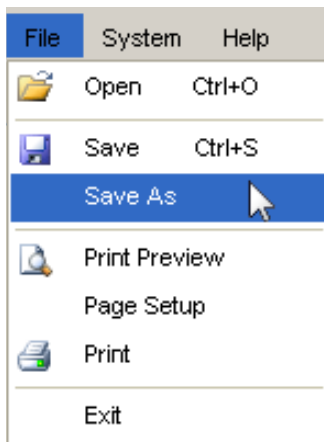 File System Help
Open Ctrl+O
Save Ctrl+S
Save As
Print Preview
Page Setup
Print
Exit